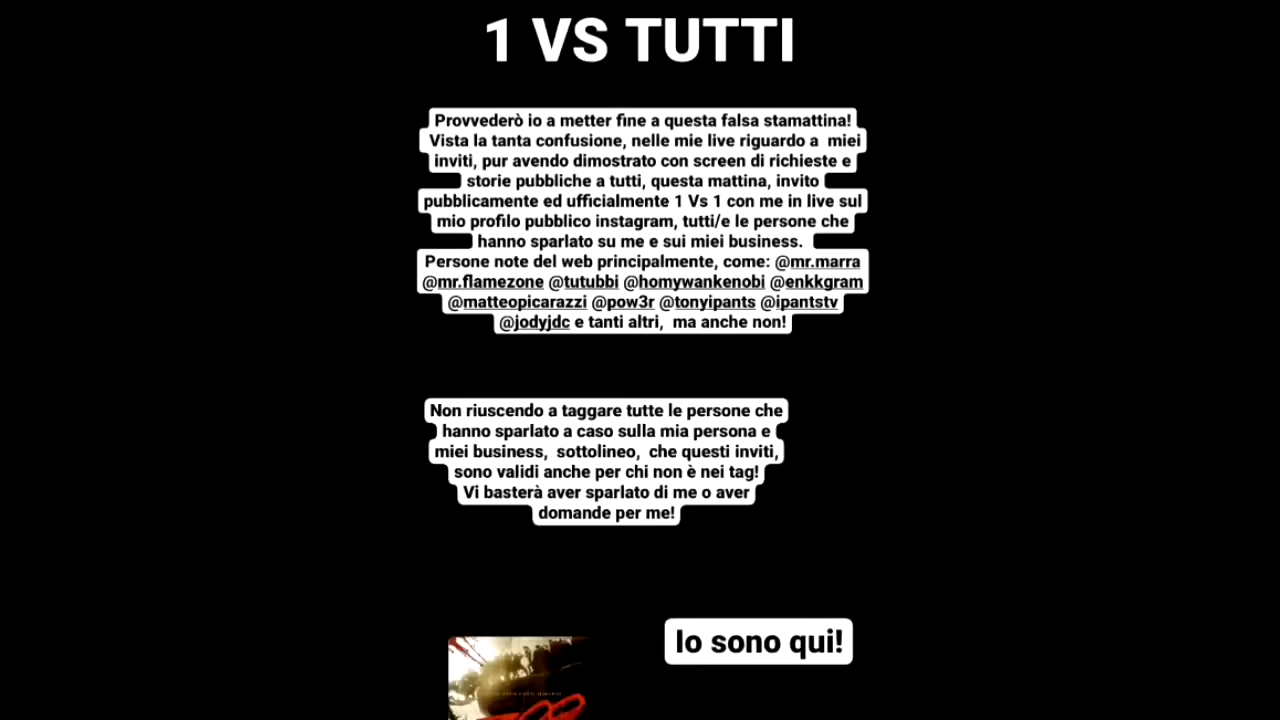 1 VS TUTTI
Provvederò io a metter fine a questa falsa stamattina!
Vista la tanta confusione, nelle mie live riguardo a miei
inviti, pur avendo dimostrato con screen di richieste e
storie pubbliche a tutti, questa mattina, invito
pubblicamente ed ufficialmente 1 Vs 1 con me in live sul
mio profilo pubblico instagram, tutti/e le persone che
hanno sparlato su me e sui miei business.
Persone note del web principalmente, come: @mr.marra
@mr.flamezone @tutubbi @homywankenobi @enkkgram
@matteopicarazzi @pow3r @tonyipants @ipantstv
@jodyjdc e tanti altri, ma anche non!
Non riuscendo a taggare tutte le persone che
hanno sparlato a caso sulla mia persona e
miei business, sottolineo, che questi inviti,
sono validi anche per chi non è nei tag!
Vi basterà aver sparlato di me o aver
domande per me!
Io sono qui!